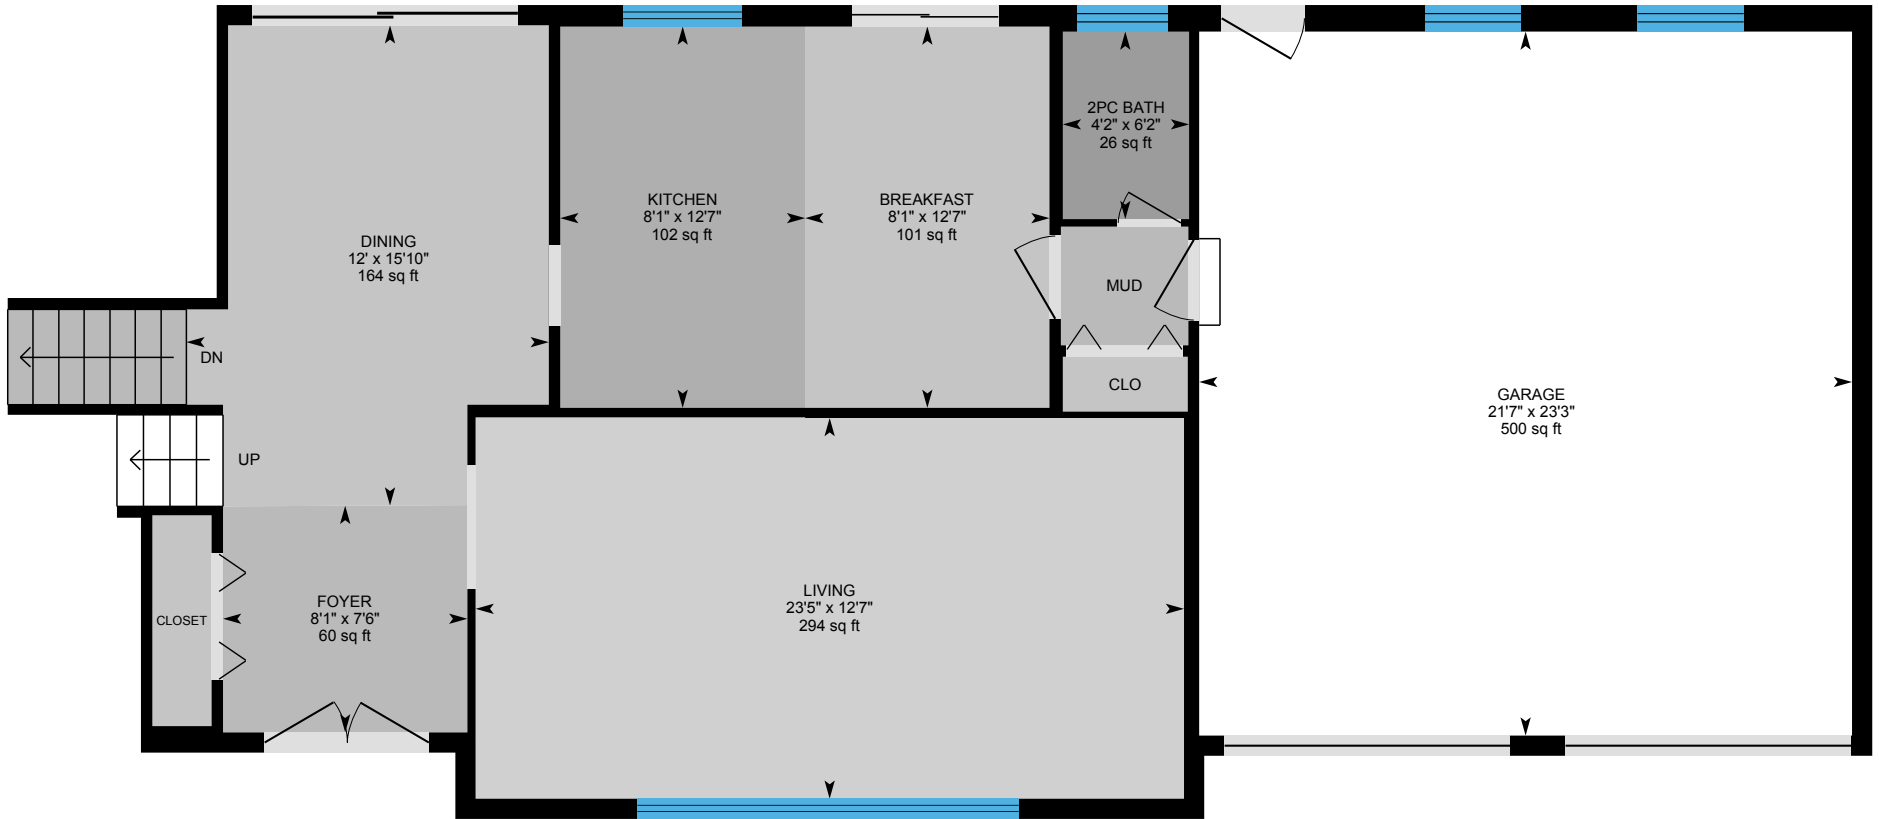 2PC BATH
4'2" x 6'2"
26 sq ft
KITCHEN
8'1" x 12'7"
102 sq ft
BREAKFAST
8'1" x 12'7"
101 sq ft
DINING
12' x 15'10"
164 sq ft
MUD
DN
CLO
GARAGE
21'7" x 23'3"
500 sq ft
UP
LIVING
23'5" x 12'7"
294 sq ft
FOYER
8'1" x 7'6"
60 sq ft
CLOSET